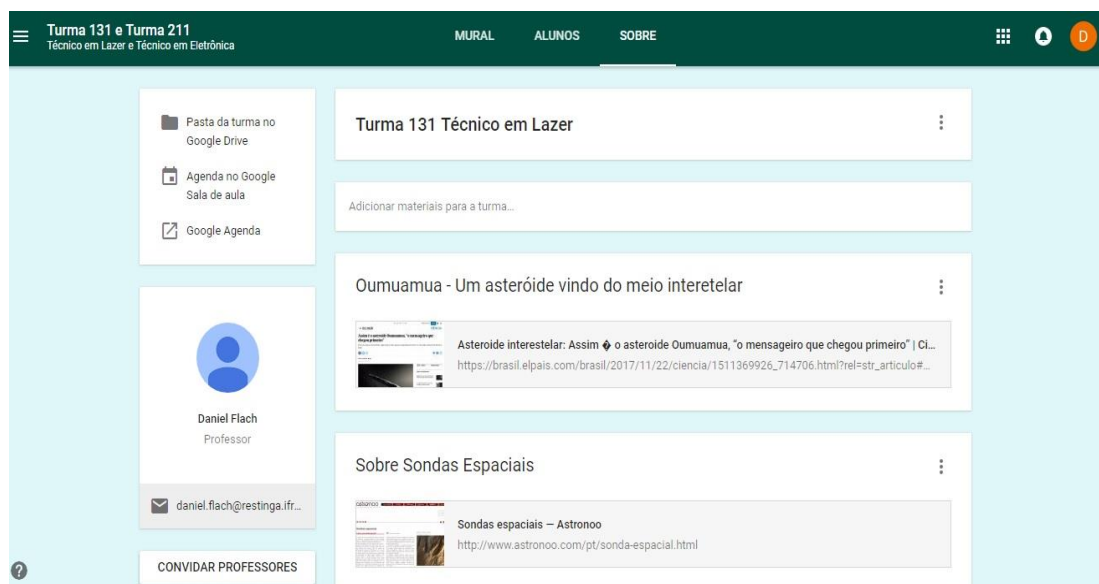 Turma 131 e Turma 211
Técnico em Lazer e Técnico em Eletrônica
MURAL ALUNOS SOBRE
D
Pasta da turma no
Google Drive
Agenda no Google
Sala de aula
Google Agenda
Daniel Flach
Professor
daniel.flach@restinga.ifr...
CONVIDAR PROFESSORES
Turma 131 Técnico em Lazer
Adicionar materiais para a turma...
Oumuamua - Um asteróide vindo do meio interetelar
Asteroide interestelar: Assim � o asteroide Oumuamua, “o mensageiro que chegou primeiro” | Ci...
https://brasil.elpais.com/brasil/2017/11/22/ciencia/1511369926_714706.html?rel=str_articulo#...
Sobre Sondas Espaciais
Sondas espaciais — Astronoo
http://www.astronoo.com/pt/sonda-espacial.html